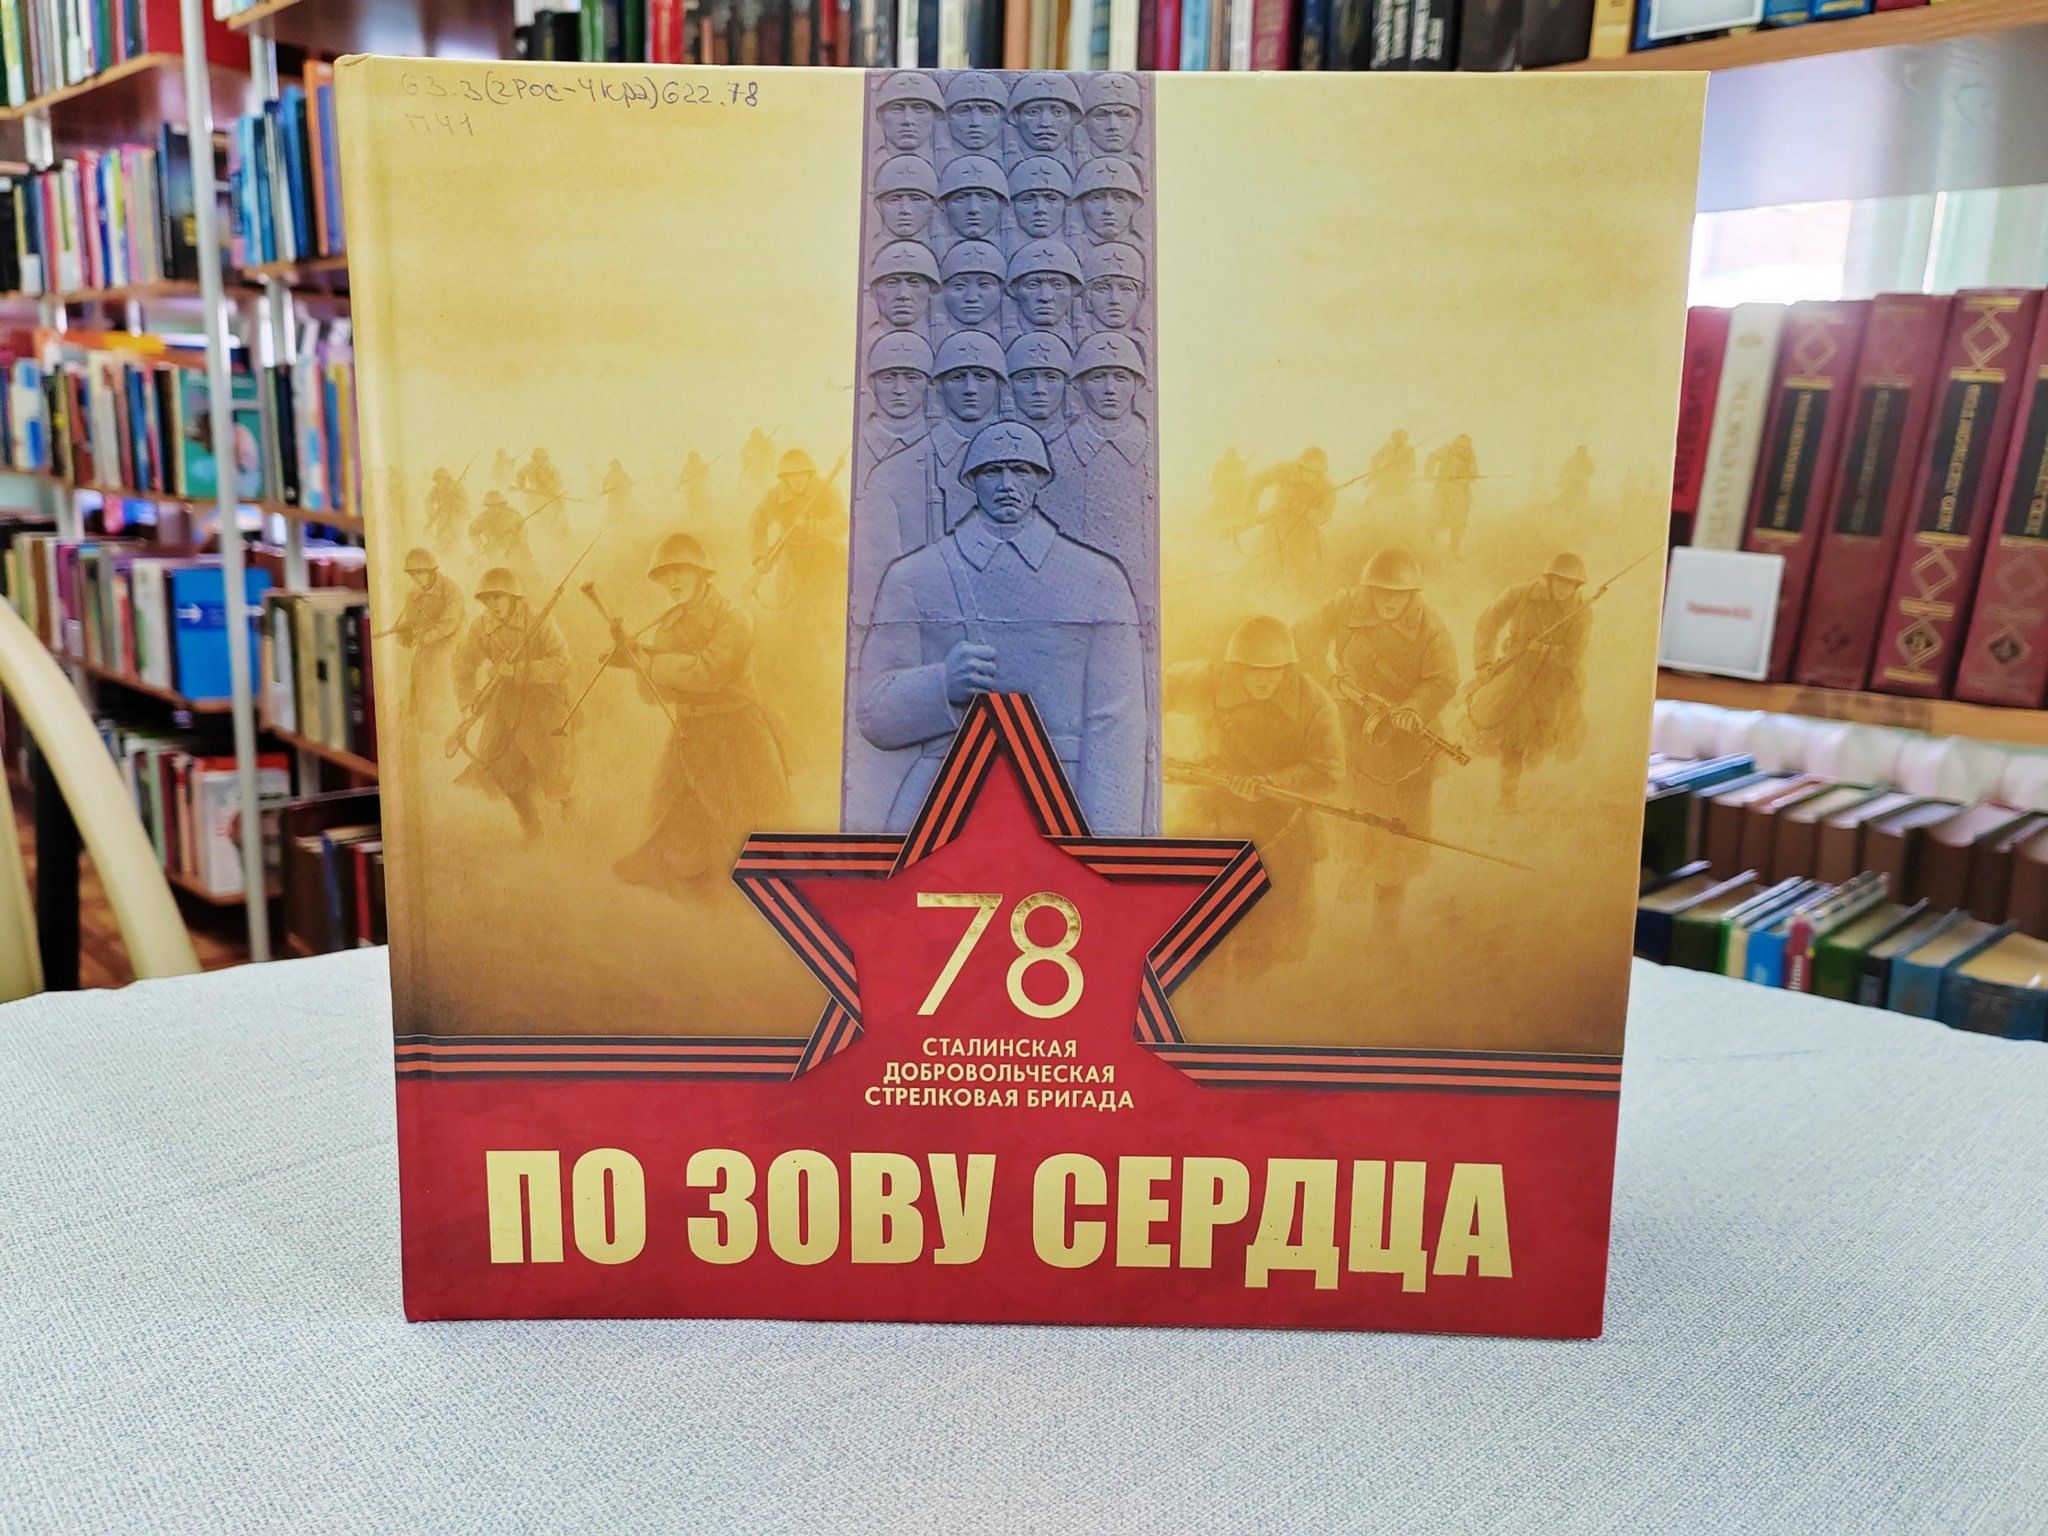 63.3(2Рос-4Кра)622.78
П41
78
СТАЛИНСКАЯ
ДОБРОВОЛЬЧЕСКАЯ
СТРЕЛКОВАЯ БРИГАДА
ПО ЗОВУ СЕРДЦА